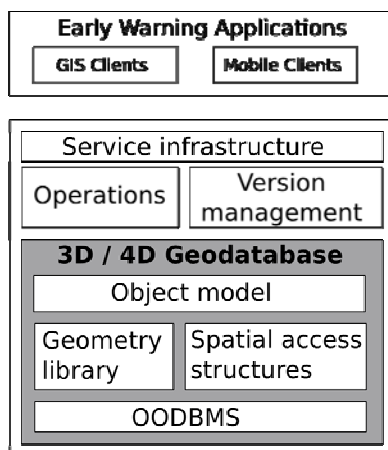 Early Warning Applications
GIS Clients
Mobile Clients
Service infrastructure
Operations
Version
management
3D / 4D Geodatabase
Object model
Geometry
library
Spatial access
structures
OODBMS